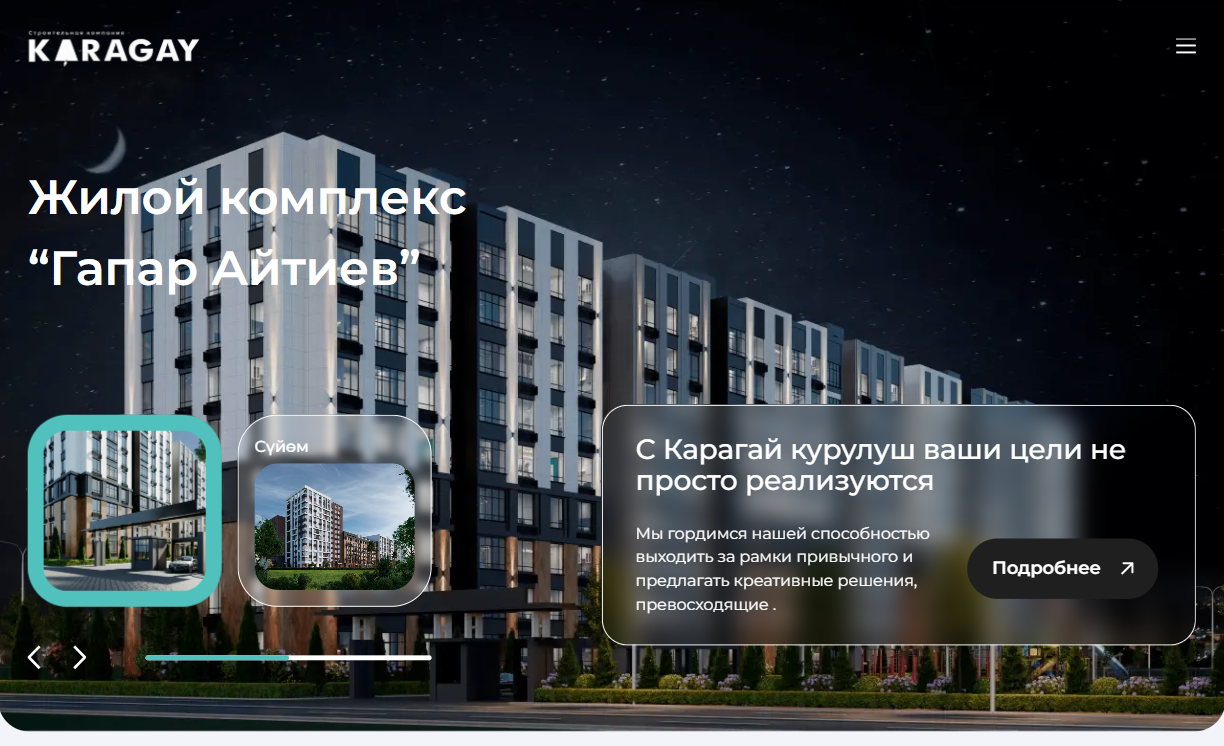 Строительная компания
KARAGAY
Жилой комплекс
“Гапар Айтиев”
Сүйөм
С Карагай курулуш ваши цели не
просто реализуются
Мы гордимся нашей способностью
выходить за рамки привычного и
предлагать креативные решения,
превосходящие .
Подробнее